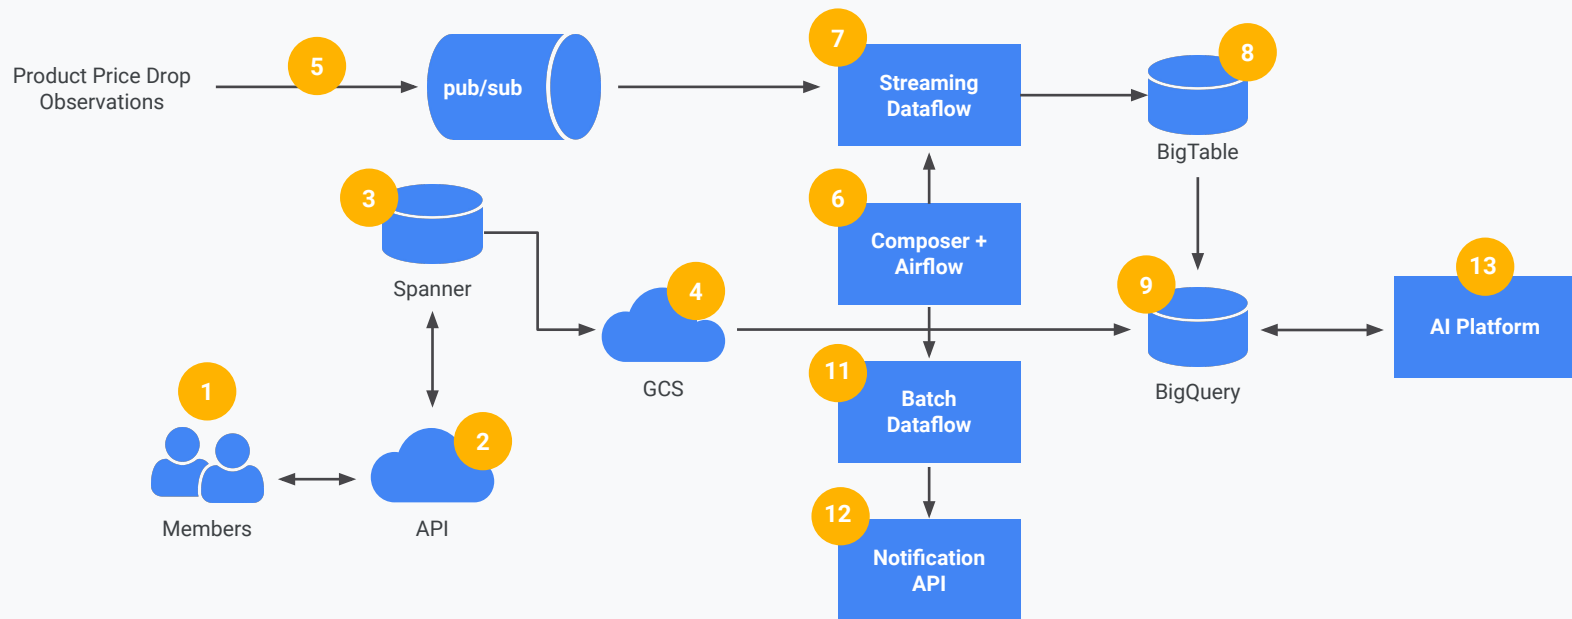 5
7
8
Product Price Drop
Observations
pub/sub
Streaming
Dataflow
BigTable
3
6
Spanner
Composer +
Airflow
4
9
13
GCS
AI Platform
BigQuery
1
2
11
Batch
Dataflow
Members
API
12
Notification
API